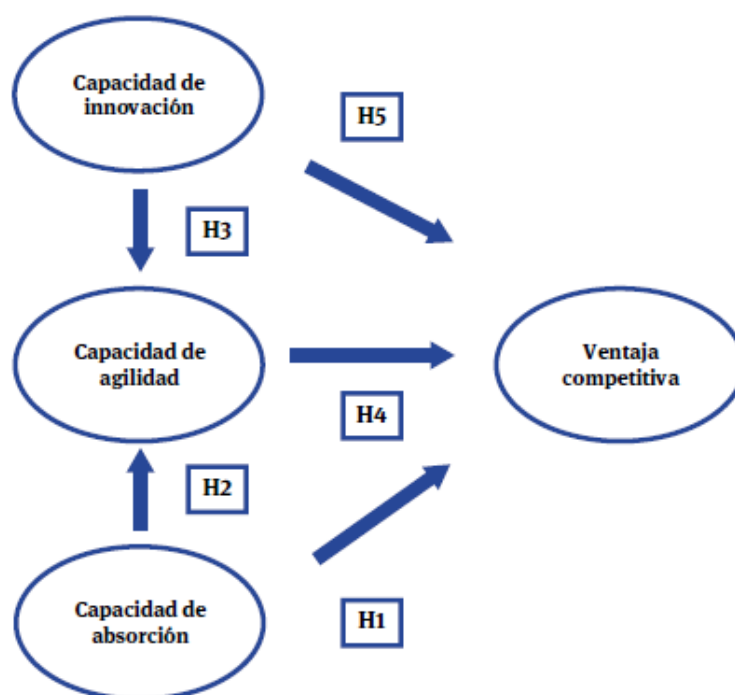 Capacidad de
innovación
H5
H3
Capacidad de
agilidad
Ventaja
competitiva
H4
H2
Capacidad de
absorción
H1